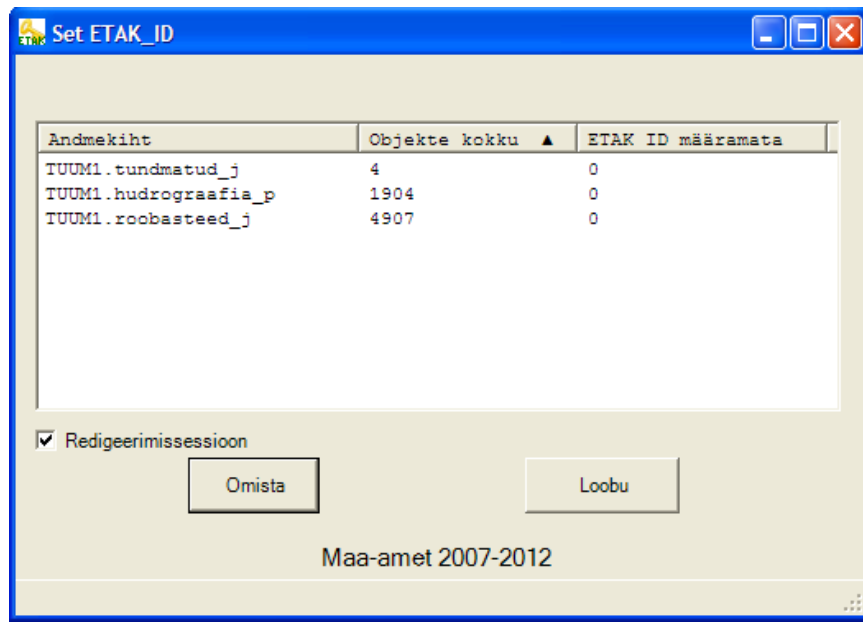 ETAK Set ETAK_ID
Andmekiht Objekte kokku ▲ ETAK ID määramata
TUUM1.tundmatud_j 4 0
TUUM1.hudrograafia_p 1904 0
TUUM1.roobasteed_j 4907 0
Redigeerimissessioon
Omista Loobu
Maa-amet 2007-2012